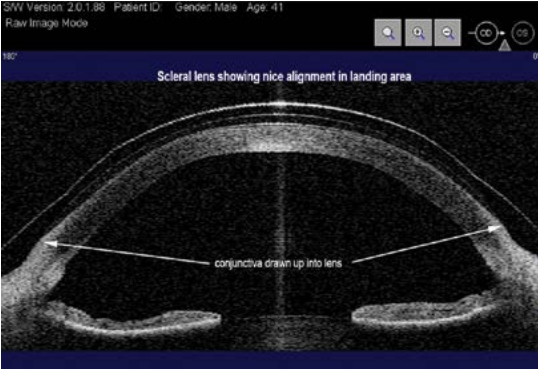 S/W Version: 2.0.1.88 Patient ID: Gender: Male Age: 41
Raw Image Mode
OD OS
180° 0°
Scleral lens showing nice alignment in landing area
conjunctiva drawn up into lens